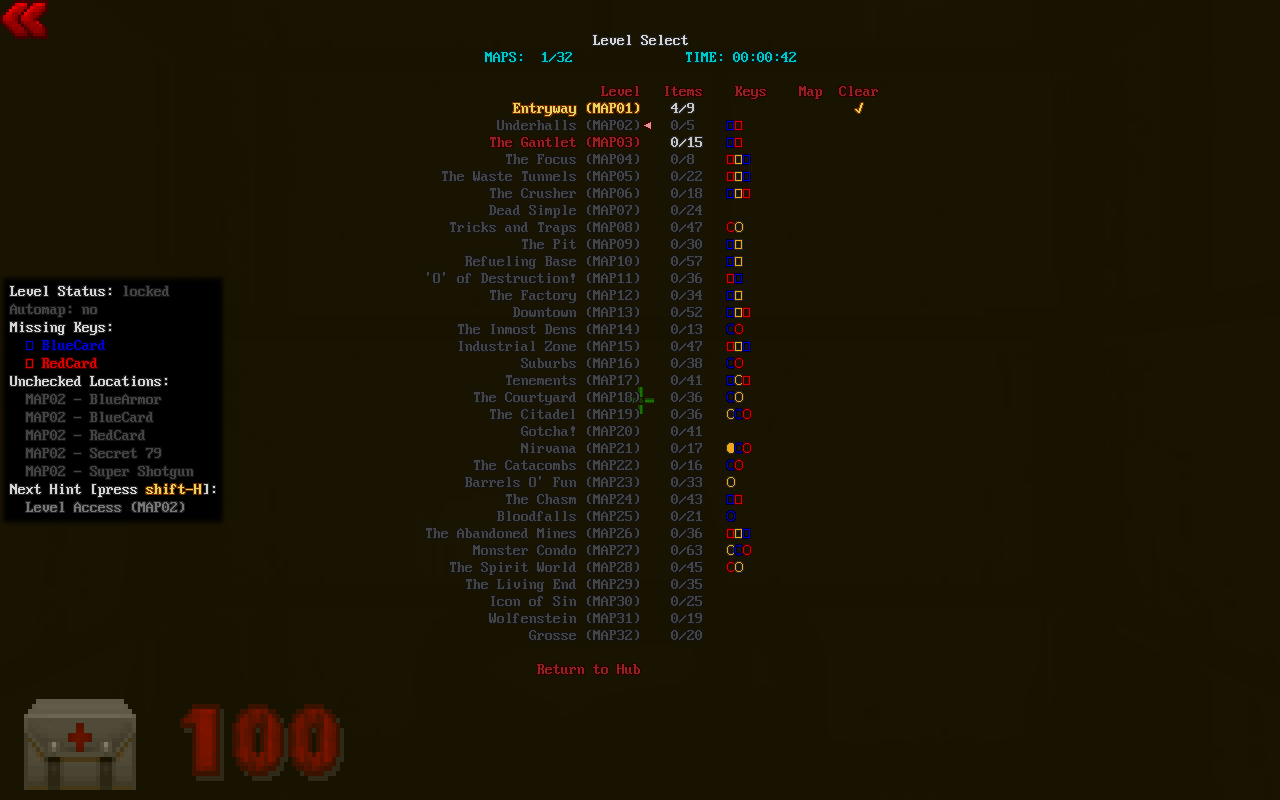 Level Select
MAPS: 1/32 TIME: 00:00:42
Level Items Keys Map Clear
Entryway (MAP01) 4/9 ✓
Underhalls (MAP02) ◄ 0/5
The Gantlet (MAP03) 0/15
The Focus (MAP04) 0/8
The Waste Tunnels (MAP05) 0/22
The Crusher (MAP06) 0/18
Dead Simple (MAP07) 0/24
Tricks and Traps (MAP08) 0/47
The Pit (MAP09) 0/30
Refueling Base (MAP10) 0/57
'O' of Destruction! (MAP11) 0/36
The Factory (MAP12) 0/34
Downtown (MAP13) 0/52
The Inmost Dens (MAP14) 0/13
Industrial Zone (MAP15) 0/47
Suburbs (MAP16) 0/38
Tenements (MAP17) 0/41
The Courtyard (MAP18) 0/36
The Citadel (MAP19) 0/36
Gotcha! (MAP20) 0/41
Nirvana (MAP21) 0/17
The Catacombs (MAP22) 0/16
Barrels O' Fun (MAP23) 0/33
The Chasm (MAP24) 0/43
Bloodfalls (MAP25) 0/21
The Abandoned Mines (MAP26) 0/36
Monster Condo (MAP27) 0/63
The Spirit World (MAP28) 0/45
The Living End (MAP29) 0/35
Icon of Sin (MAP30) 0/25
Wolfenstein (MAP31) 0/19
Grosse (MAP32) 0/20
Return to Hub
Level Status: locked
Automap: no
Missing Keys:
BlueCard
RedCard
Unchecked Locations:
MAP02 - BlueArmor
MAP02 - BlueCard
MAP02 - RedCard
MAP02 - Secret 79
MAP02 - Super Shotgun
Next Hint [press shift-H]:
Level Access (MAP02)
100